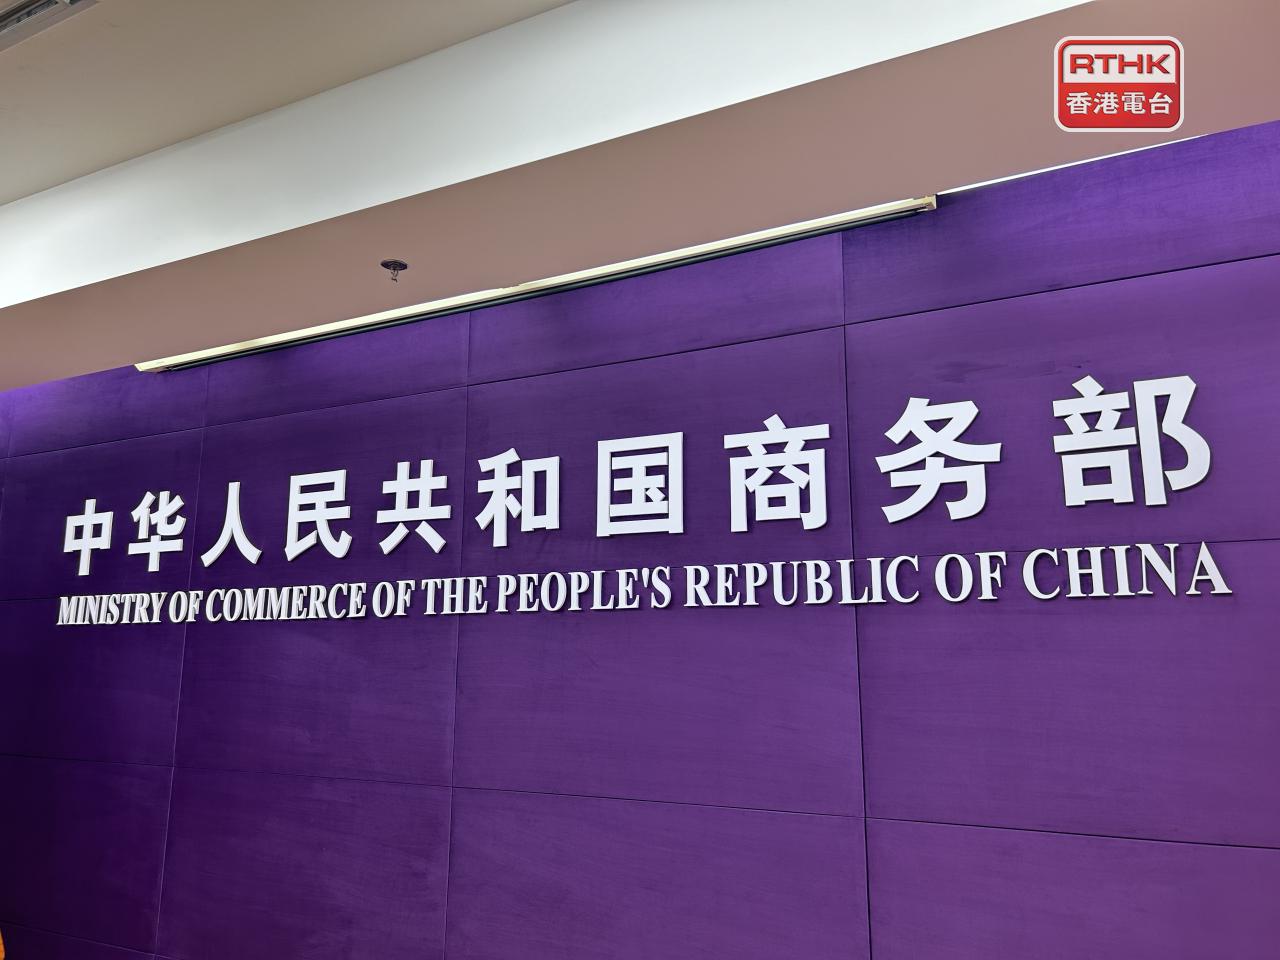 RTHK
香港電台
中华人民共和国商务部
MINISTRY OF COMMERCE OF THE PEOPLE'S REPUBLIC OF CHINA